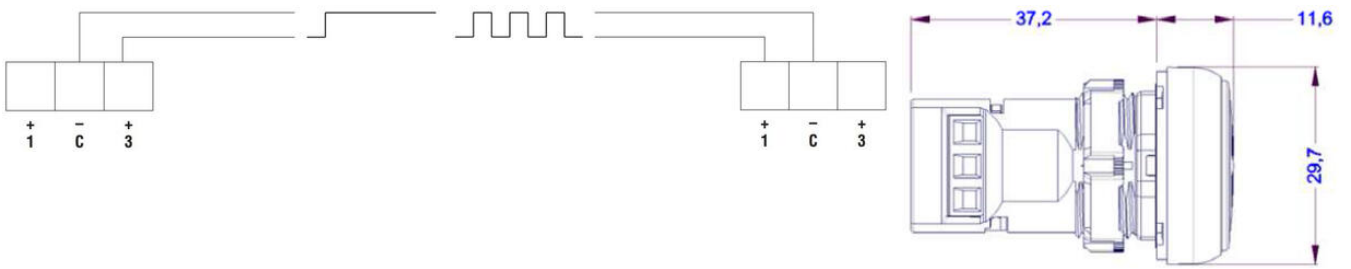 37,2 11,6
+ − + + − +
1 C 3 1 C 3
29,7